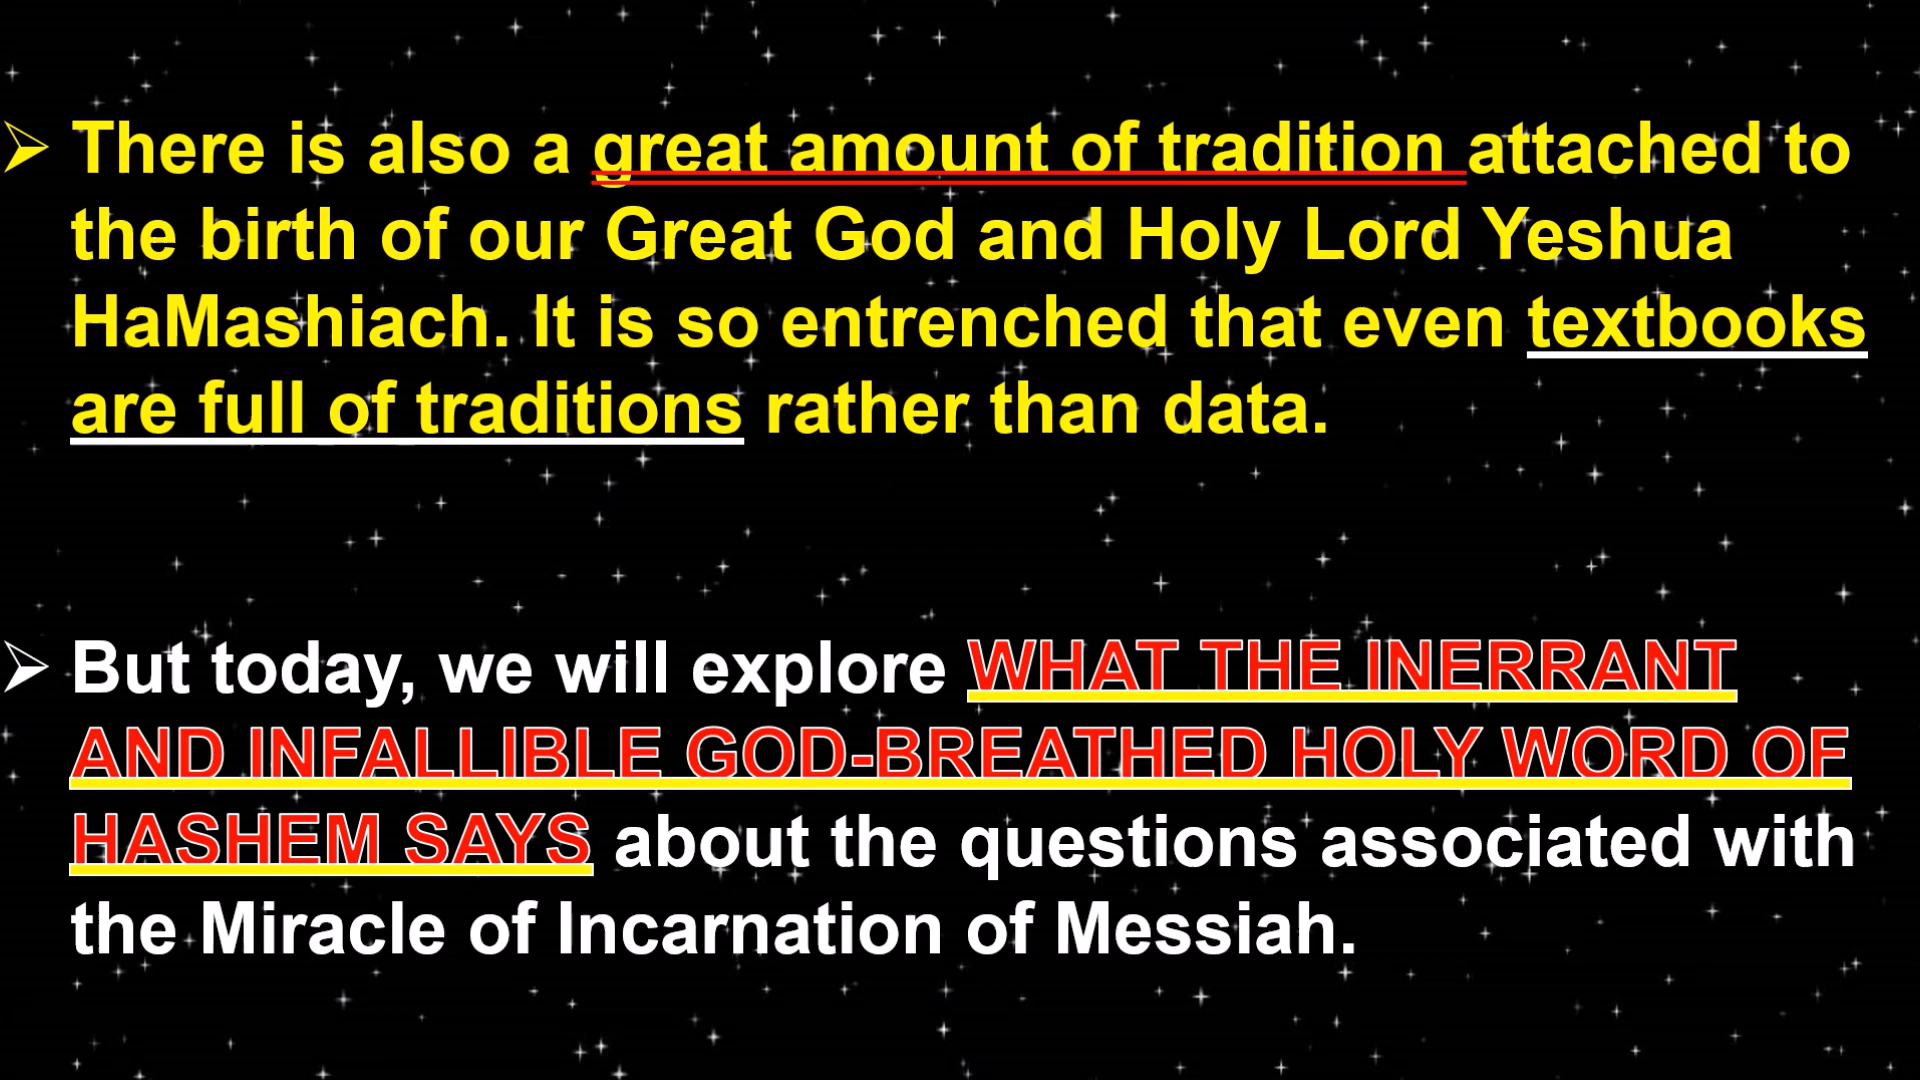 ➢ There is also a great amount of tradition attached to
the birth of our Great God and Holy Lord Yeshua
HaMashiach. It is so entrenched that even textbooks
are full of traditions rather than data.
➢ But today, we will explore WHAT THE INERRANT
AND INFALLIBLE GOD-BREATHED HOLY WORD OF
HASHEM SAYS about the questions associated with
the Miracle of Incarnation of Messiah.